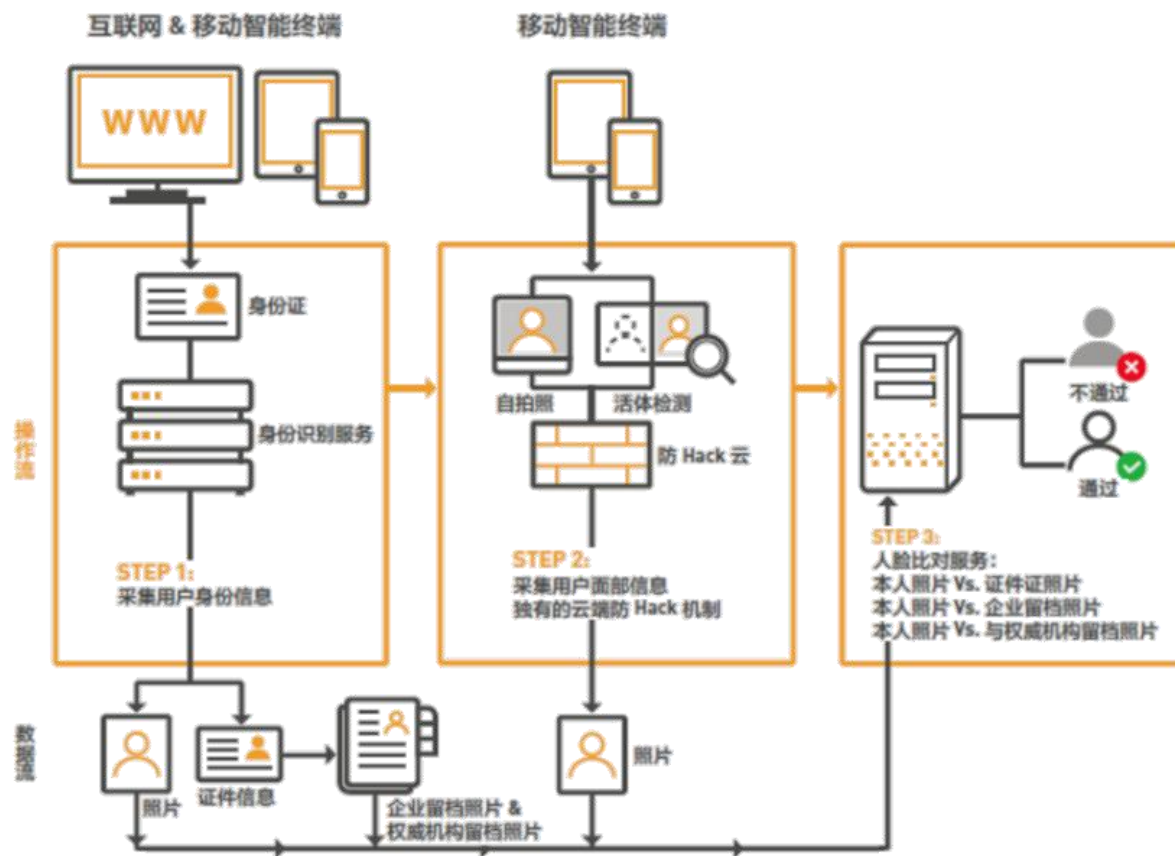 互联网 & 移动智能终端
移动智能终端
WWW
身份证
身份识别服务
STEP 1:
采集用户身份信息
自拍照
活体检测
防 Hack 云
STEP 2:
采集用户面部信息
独有的云端防 Hack 机制
不通过
通过
STEP 3:
人脸比对服务：
本人照片 Vs. 证件证照片
本人照片 Vs. 企业留档照片
本人照片 Vs. 与权威机构留档照片
操作流
数据流
照片
证件信息
企业留档照片 &
权威机构留档照片
照片